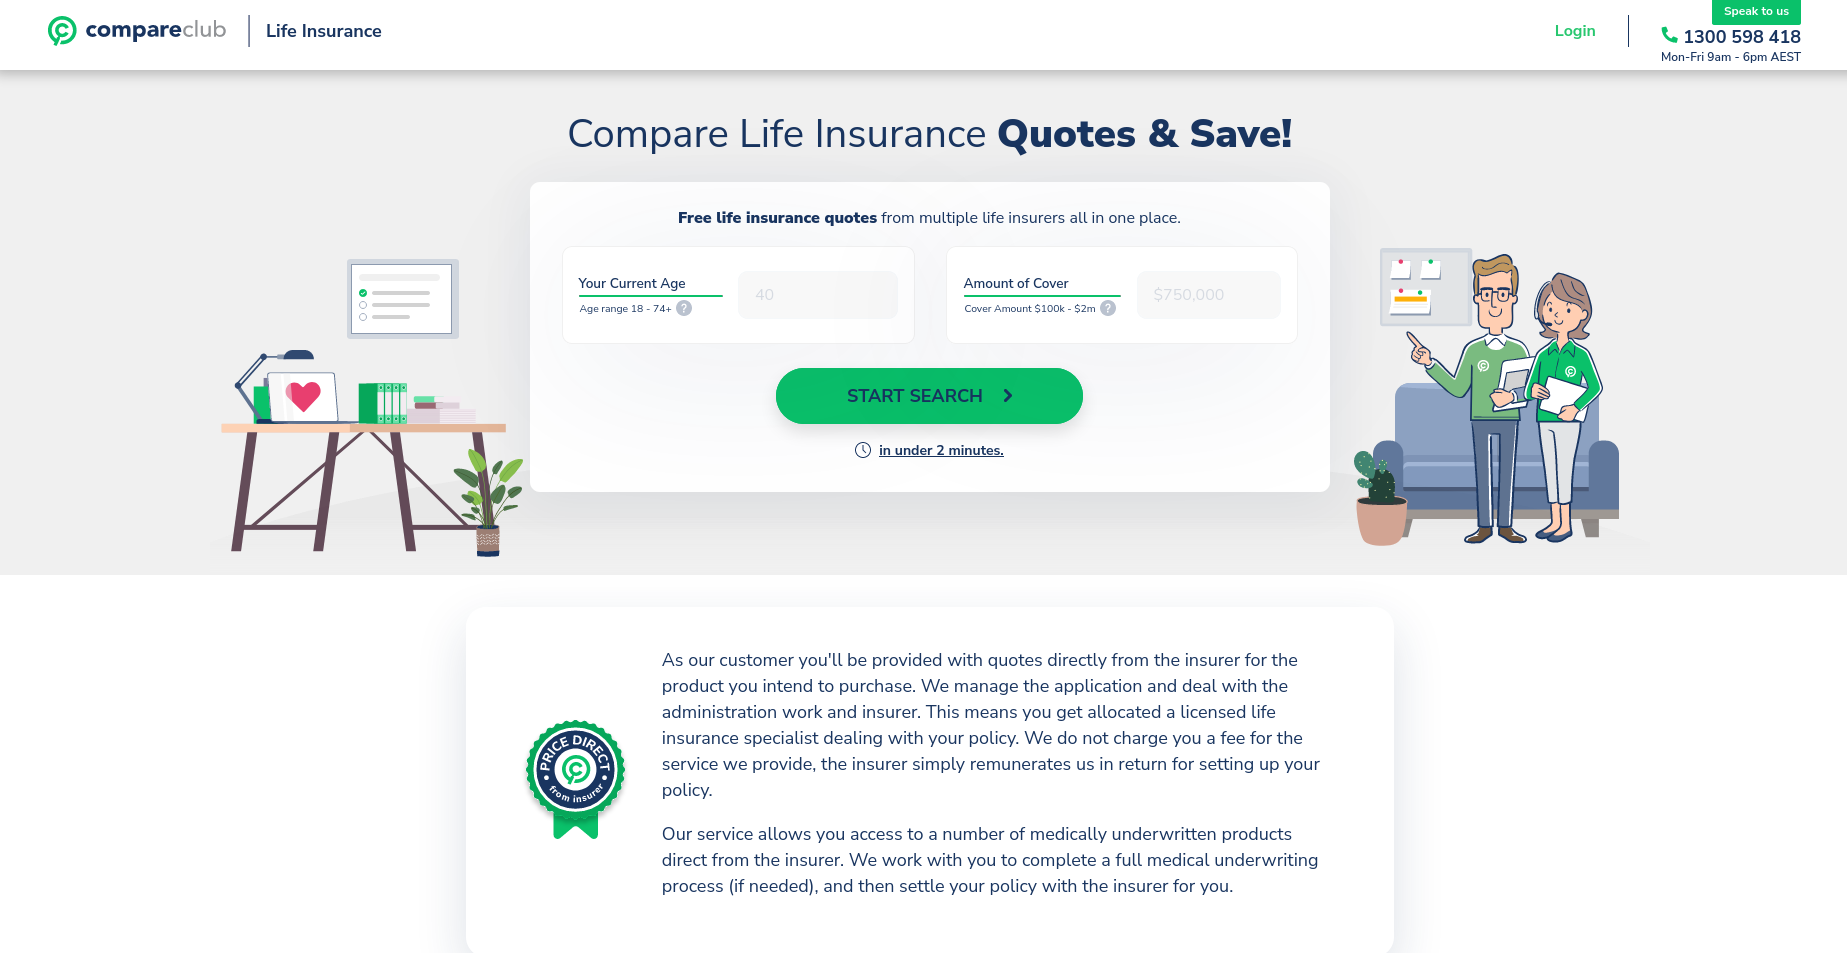 compareclub
Life Insurance
Login
Speak to us
1300 598 418
Mon-Fri 9am - 6pm AEST
Compare Life Insurance Quotes & Save!
Free life insurance quotes from multiple life insurers all in one place.
Your Current Age
Age range 18 - 74+ ?
40
Amount of Cover
Cover Amount $100k - $2m ?
$750,000
START SEARCH
in under 2 minutes.
PRICE DIRECT
from insurer
As our customer you'll be provided with quotes directly from the insurer for the
product you intend to purchase. We manage the application and deal with the
administration work and insurer. This means you get allocated a licensed life
insurance specialist dealing with your policy. We do not charge you a fee for the
service we provide, the insurer simply remunerates us in return for setting up your
policy.
Our service allows you access to a number of medically underwritten products
direct from the insurer. We work with you to complete a full medical underwriting
process (if needed), and then settle your policy with the insurer for you.